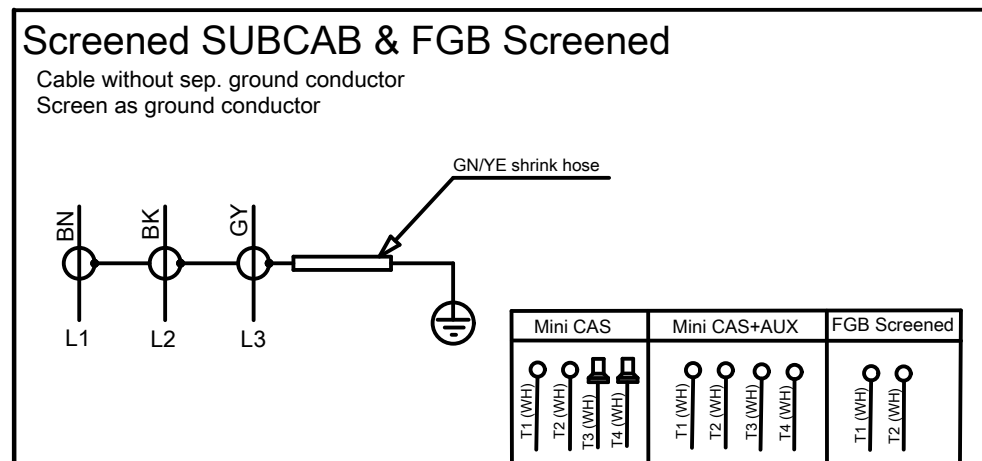 Screened SUBCAB & FGB Screened
Cable without sep. ground conductor
Screen as ground conductor
GN/YE shrink hose
BN
BK
GY
L1
L2
L3
Mini CAS
Mini CAS+AUX
FGB Screened
T1 (WH)
T2 (WH)
T3 (WH)
T4 (WH)
T1 (WH)
T2 (WH)
T3 (WH)
T4 (WH)
T1 (WH)
T2 (WH)